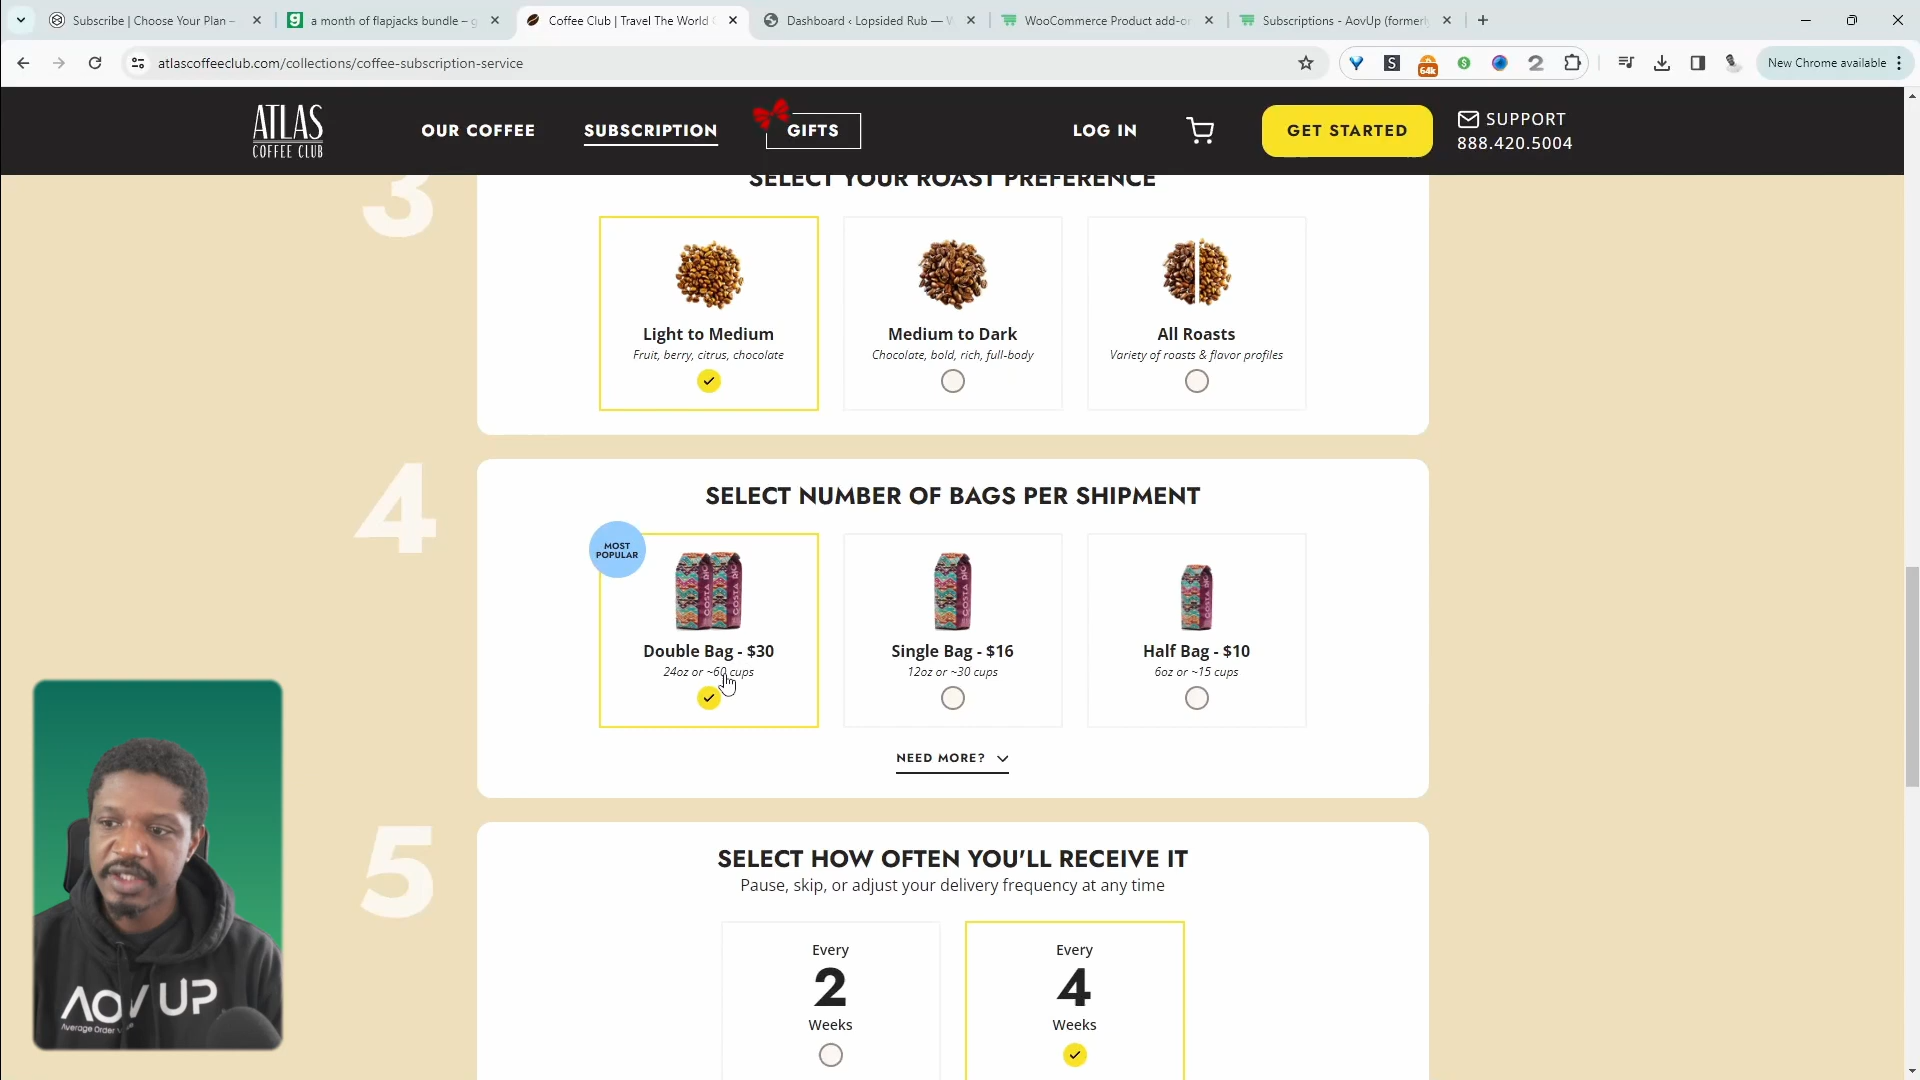 Subscribe | Choose Your Plan –
a month of flapjacks bundle – g
Coffee Club | Travel The World
Dashboard ‹ Lopsided Rub — W
WooCommerce Product add-o
Subscriptions - AovUp (former
atlascoffeeclub.com/collections/coffee-subscription-service
S
64k
2
New Chrome available
ATLAS
COFFEE CLUB
OUR COFFEE
SUBSCRIPTION
GIFTS
LOG IN
GET STARTED
SUPPORT
888.420.5004
3
SELECT YOUR ROAST PREFERENCE
Light to Medium
Fruit, berry, citrus, chocolate
Medium to Dark
Chocolate, bold, rich, full-body
All Roasts
Variety of roasts & flavor profiles
4
SELECT NUMBER OF BAGS PER SHIPMENT
MOST
POPULAR
Double Bag - $30
24oz or ~60 cups
Single Bag - $16
12oz or ~30 cups
Half Bag - $10
6oz or ~15 cups
NEED MORE?
5
SELECT HOW OFTEN YOU'LL RECEIVE IT
Pause, skip, or adjust your delivery frequency at any time
Every
2
Weeks
Every
4
Weeks
AOV UP
Average Order